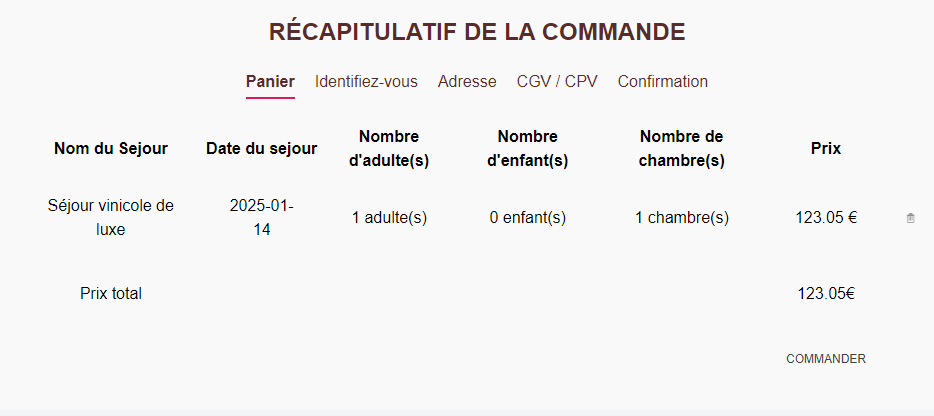 RÉCAPITULATIF DE LA COMMANDE
Panier Identifiez-vous Adresse CGV / CPV Confirmation
Nom du Sejour Date du sejour Nombre d'adulte(s) Nombre d'enfant(s) Nombre de chambre(s) Prix
Séjour vinicole de luxe 2025-01-14 1 adulte(s) 0 enfant(s) 1 chambre(s) 123.05 €
Prix total 123.05€
COMMANDER